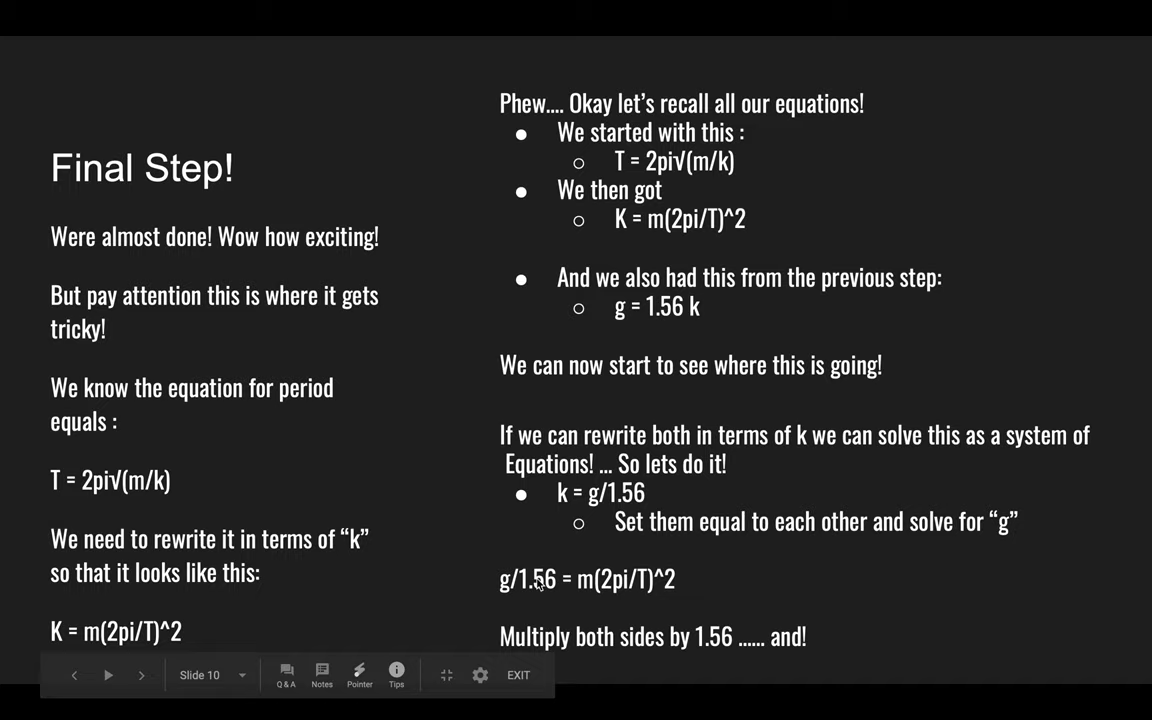 Final Step!
Were almost done! Wow how exciting!
But pay attention this is where it gets
tricky!
We know the equation for period
equals :
T = 2pi√(m/k)
We need to rewrite it in terms of “k”
so that it looks like this:
K = m(2pi/T)^2
Phew.... Okay let’s recall all our equations!
● We started with this :
○ T = 2pi√(m/k)
● We then got
○ K = m(2pi/T)^2
● And we also had this from the previous step:
○ g = 1.56 k
We can now start to see where this is going!
If we can rewrite both in terms of k we can solve this as a system of
Equations! ... So lets do it!
● k = g/1.56
○ Set them equal to each other and solve for “g”
g/1.56 = m(2pi/T)^2
Multiply both sides by 1.56 ...... and!
Slide 10
Q & A
Notes
Pointer
Tips
EXIT